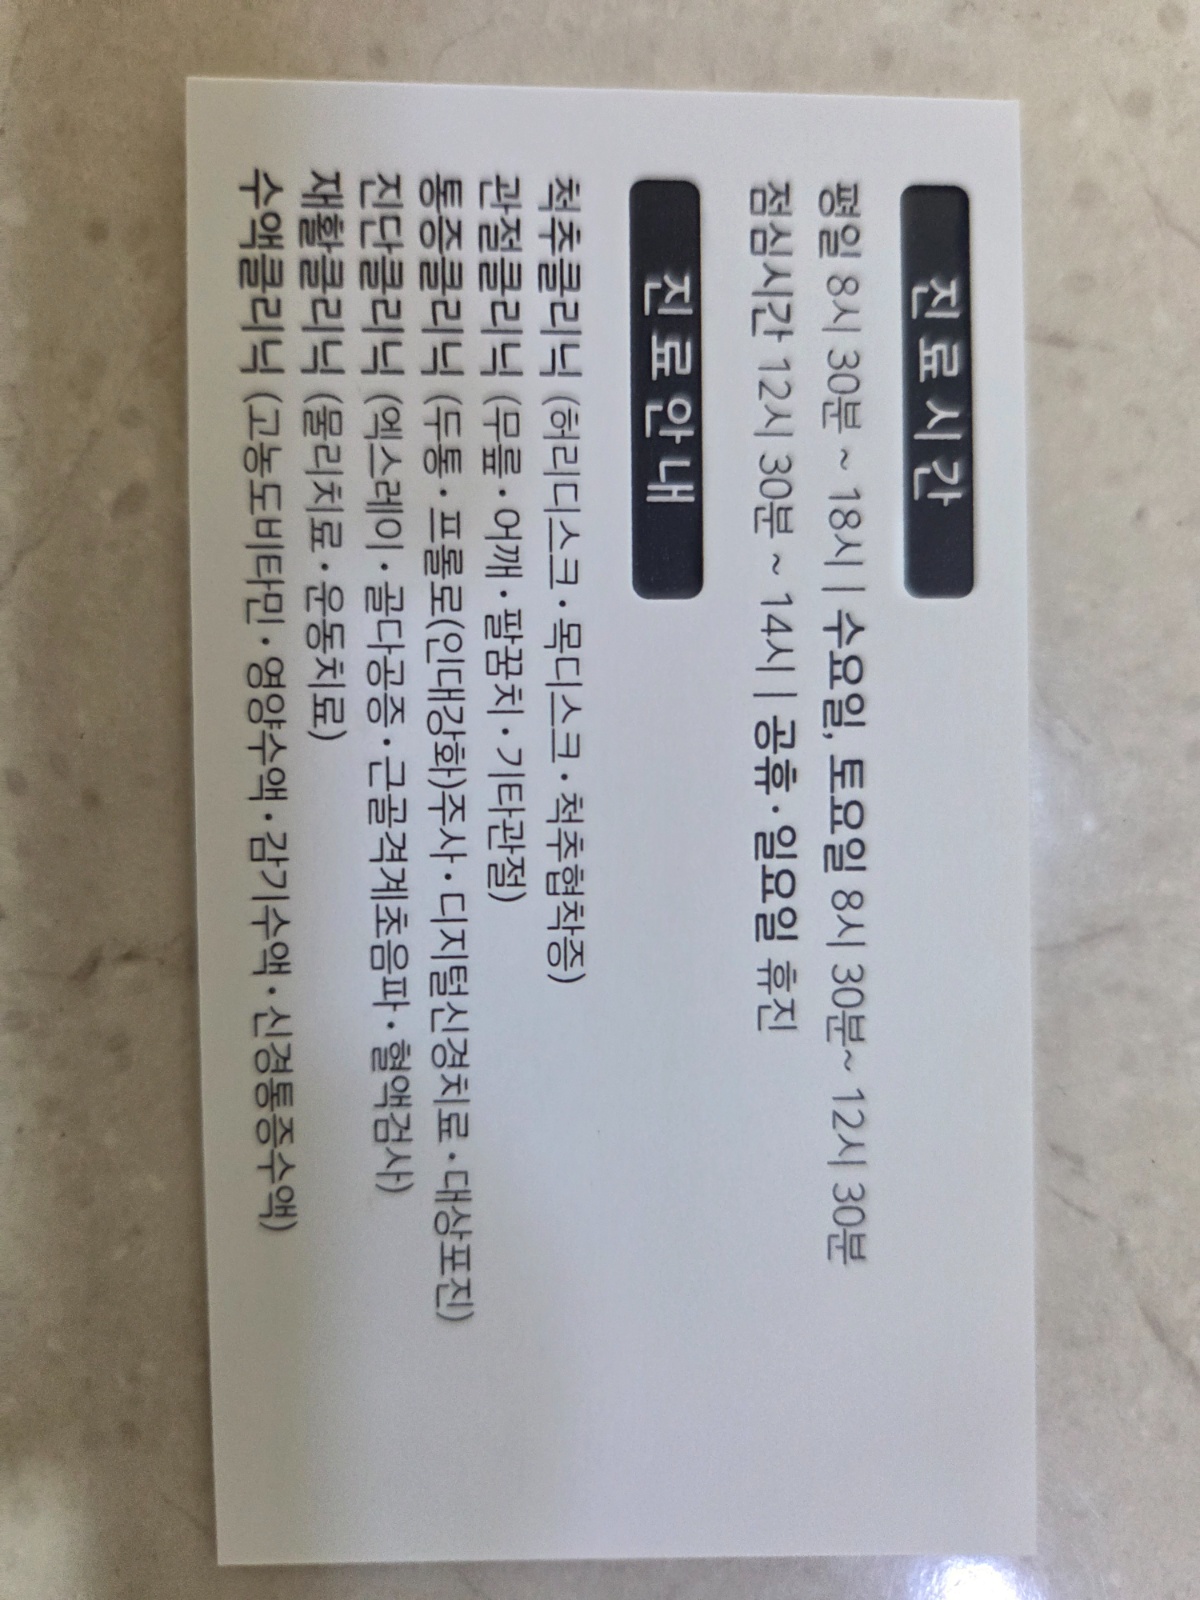 진료시간
평일 8시 30분 ~ 18시 | 수요일, 토요일 8시 30분~ 12시 30분
점심시간 12시 30분 ~ 14시 | 공휴·일요일 휴진
진료안내
척추클리닉 (허리디스크·목디스크·척추협착증)
관절클리닉 (무릎·어깨·팔꿈치·기타관절)
통증클리닉 (두통·프롤로(인대강화)주사·디지털신경치료·대상포진)
진단클리닉 (엑스레이·골다공증·근골격계초음파·혈액검사)
재활클리닉 (물리치료·운동치료)
수액클리닉 (고농도비타민·영양수액·감기수액·신경통증수액)